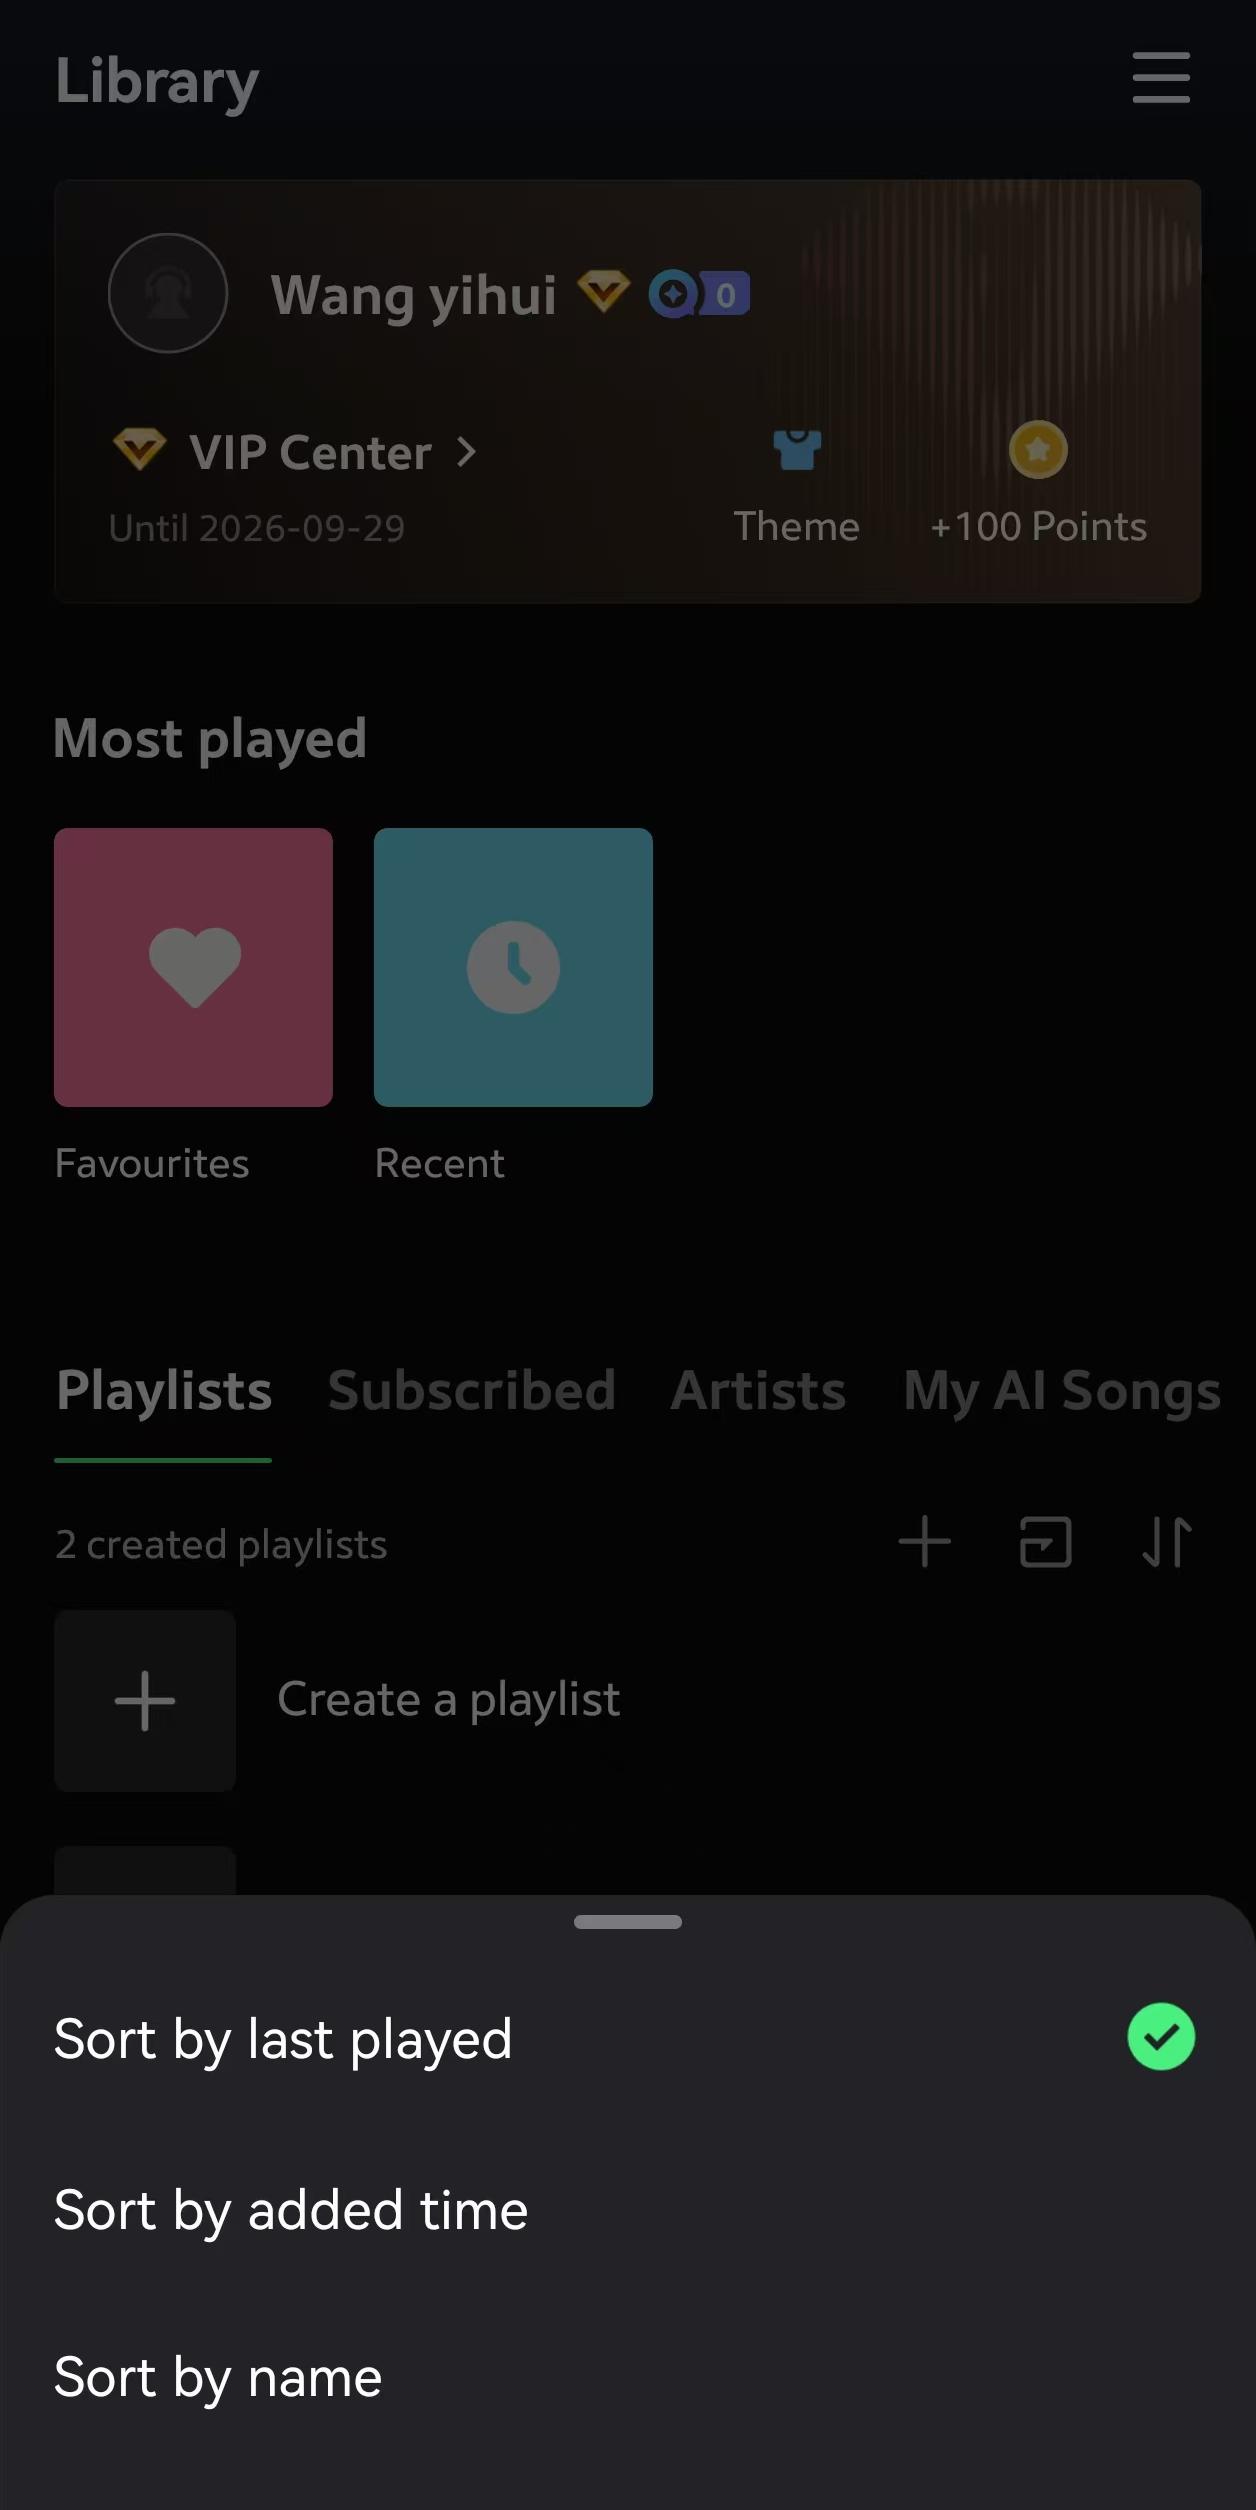 Library
Wang yihui 0
VIP Center
Until 2026-09-29
Theme
+100 Points
Most played
Favourites
Recent
Playlists Subscribed Artists My AI Songs
2 created playlists
Create a playlist
Sort by last played
Sort by added time
Sort by name